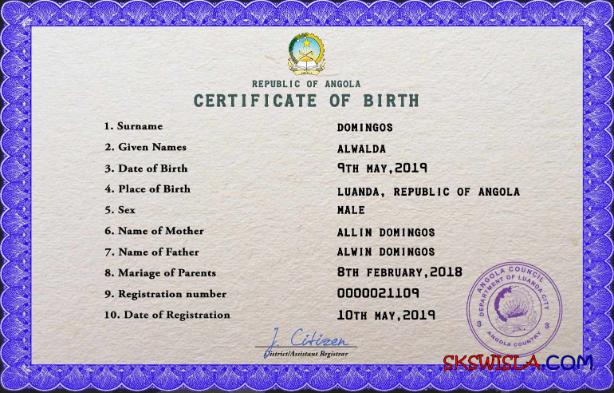 REPUBLIC OF ANGOLA
CERTIFICATE OF BIRTH
1. Surname DOMINGOS
2. Given Names ALWALDA
3. Date of Birth 9TH MAY,2019
4. Place of Birth LUANDA, REPUBLIC OF ANGOLA
5. Sex MALE
6. Name of Mother ALLIN DOMINGOS
7. Name of Father ALWIN DOMINGOS
8. Mariage of Parents 8TH FEBRUARY,2018
9. Registration number 0000021109
10. Date of Registration 10TH MAY,2019
ANGOLA COUNCIL
DEPARTMENT OF LUANDA CITY
ANGOLA COUNTRY
J. Citizen
District/Assistant Registrar
SKSWISLA.COM